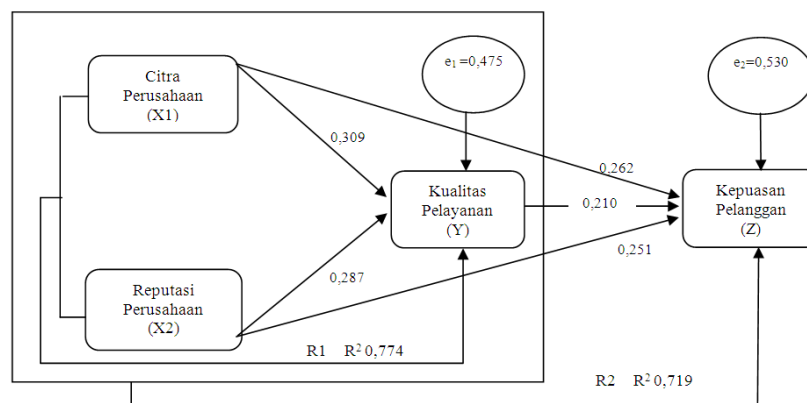 Citra
Perusahaan
(X1)
e₁=0,475
e₂=0,530
0,309
0,262
Kualitas
Pelayanan
(Y)
0,210
Kepuasan
Pelanggan
(Z)
0,251
0,287
Reputasi
Perusahaan
(X2)
R1 R² 0,774
R2 R² 0,719